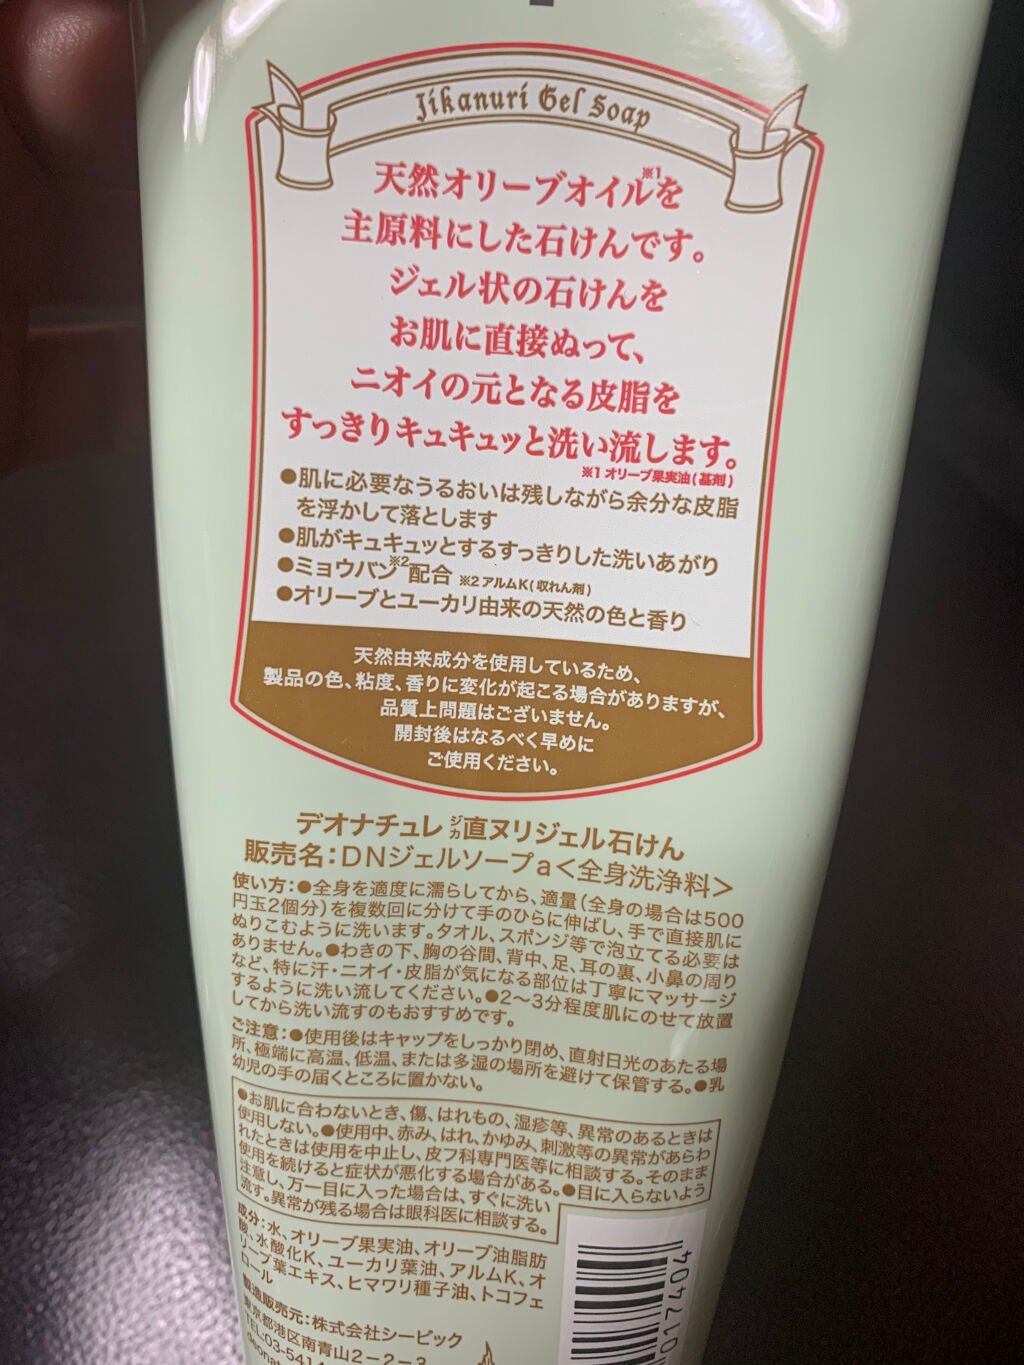 Jikanuri Gel Soap
天然オリーブオイル※1を
主原料にした石けんです。
ジェル状の石けんを
お肌に直接ぬって、
ニオイの元となる皮脂を
すっきりキュキュッと洗い流します。
※1 オリーブ果実油(基剤)
●肌に必要なうるおいは残しながら余分な皮脂
を浮かして落とします
●肌がキュキュッとするすっきりした洗いあがり
●ミョウバン※2配合 ※2 アルムK(収れん剤)
●オリーブとユーカリ由来の天然の色と香り
天然由来成分を使用しているため、
製品の色、粘度、香りに変化が起こる場合がありますが、
品質上問題はございません。
開封後はなるべく早めに
ご使用ください。
デオナチュレ ジカ直ヌリジェル石けん
販売名:DNジェルソープa<全身洗浄料>
使い方:●全身を適度に濡らしてから、適量(全身の場合は500
円玉2個分)を複数回に分けて手のひらに伸ばし、手で直接肌に
ぬりこむように洗います。タオル、スポンジ等で泡立てる必要は
ありません。●わきの下、胸の谷間、背中、足、耳の裏、小鼻の周り
など、特に汗・ニオイ・皮脂が気になる部位は丁寧にマッサージ
するように洗い流してください。●2〜3分程度肌にのせて放置
してから洗い流すのもおすすめです。
ご注意:●使用後はキャップをしっかり閉め、直射日光のあたる場
所、極端に高温、低温、または多湿の場所を避けて保管する。●乳
幼児の手の届くところに置かない。
●お肌に合わないとき、傷、はれもの、湿疹等、異常のあるときは
使用しない。●使用中、赤み、はれ、かゆみ、刺激等の異常があらわ
れたときは使用を中止し、皮フ科専門医等に相談する。そのまま
使用を続けると症状が悪化する場合がある。●目に入らないよう
注意し、万一目に入った場合は、すぐに洗い
流す。異常が残る場合は眼科医に相談する。
成分:水、オリーブ果実油、オリーブ油脂肪
酸、水酸化K、ユーカリ葉油、アルムK、オ
リーブ葉エキス、ヒマワリ種子油、トコフェ
ロール
製造販売元:株式会社シービック
東京都港区南青山2-2-3
TEL:03-541
deonat